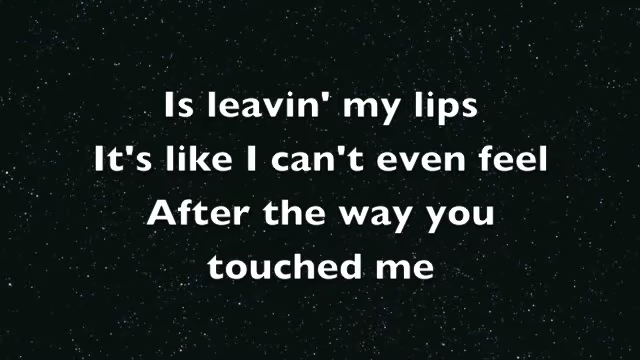 Is leavin' my lips
It's like I can't even feel
After the way you
touched me